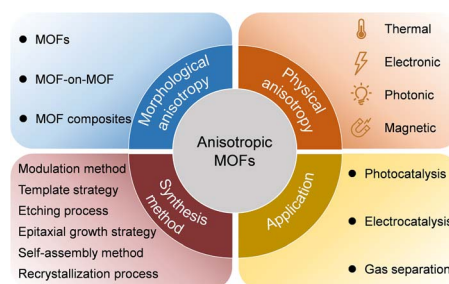 MOFs
MOF-on-MOF
MOF composites
Morphological
anisotropy
Physical
anisotropy
Thermal
Electronic
Photonic
Magnetic
Anisotropic
MOFs
Modulation method
Template strategy
Etching process
Epitaxial growth strategy
Self-assembly method
Recrystallization process
Synthesis
method
Application
Photocatalysis
Electrocatalysis
Gas separation